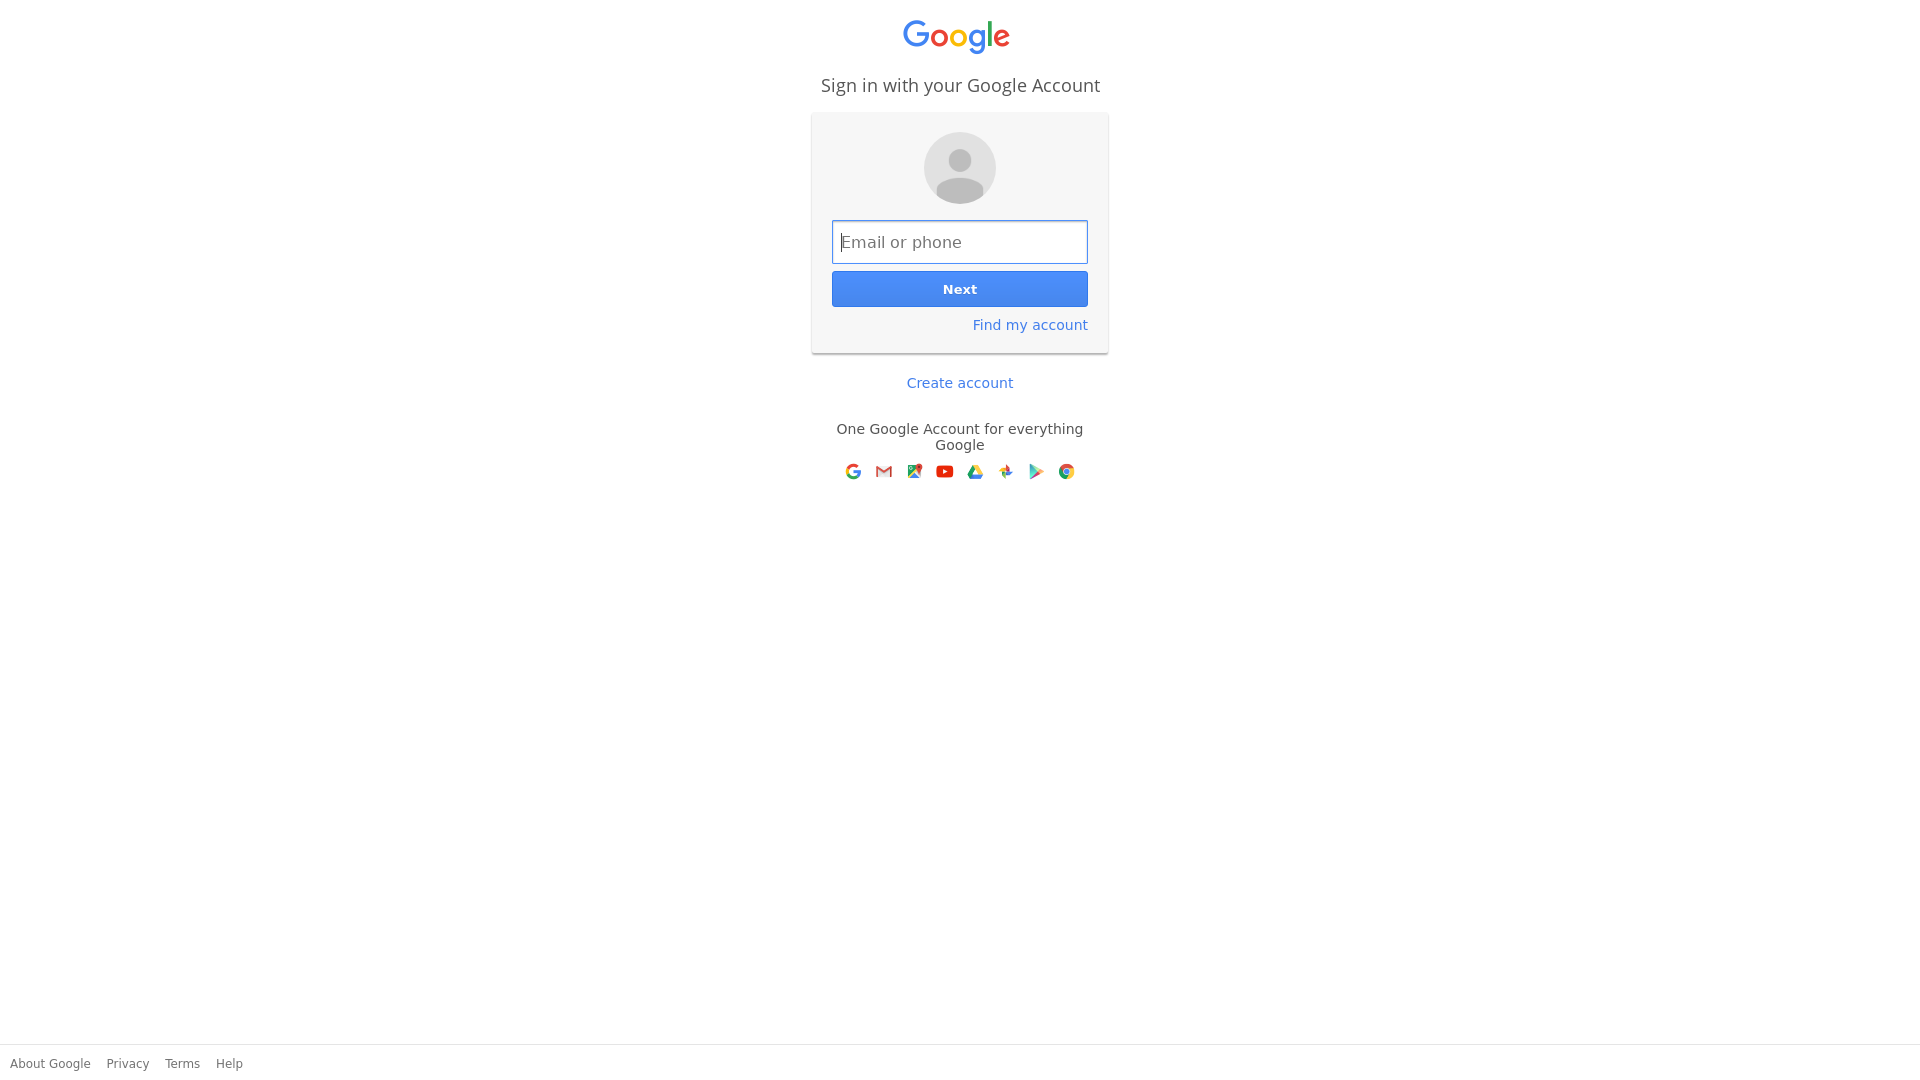 Google
Sign in with your Google Account
Email or phone
Next
Find my account
Create account
One Google Account for everything
Google
About Google
Privacy
Terms
Help